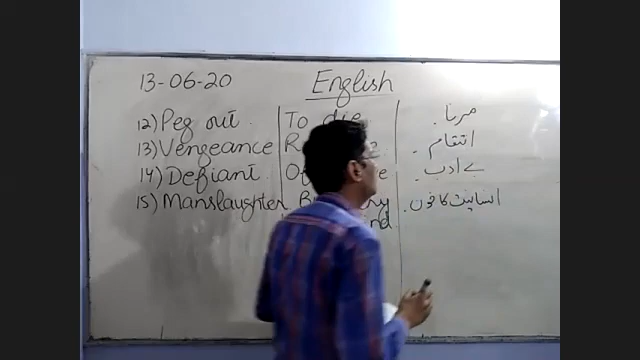 13-06-20 English
12) Peg out. To die مرنا.
13) Vengeance انتقام.
14) Defiant. بے ادب.
15) Manslaughter انسانیت کا خون.